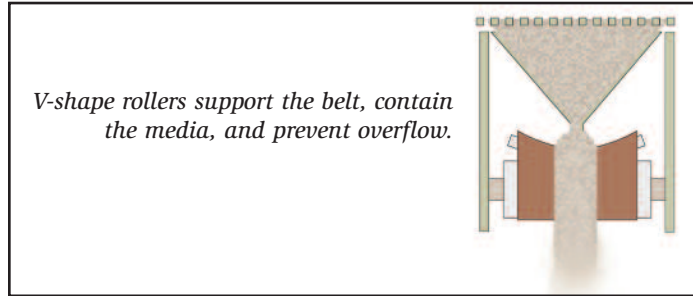 V-shape rollers support the belt, contain
the media, and prevent overflow.